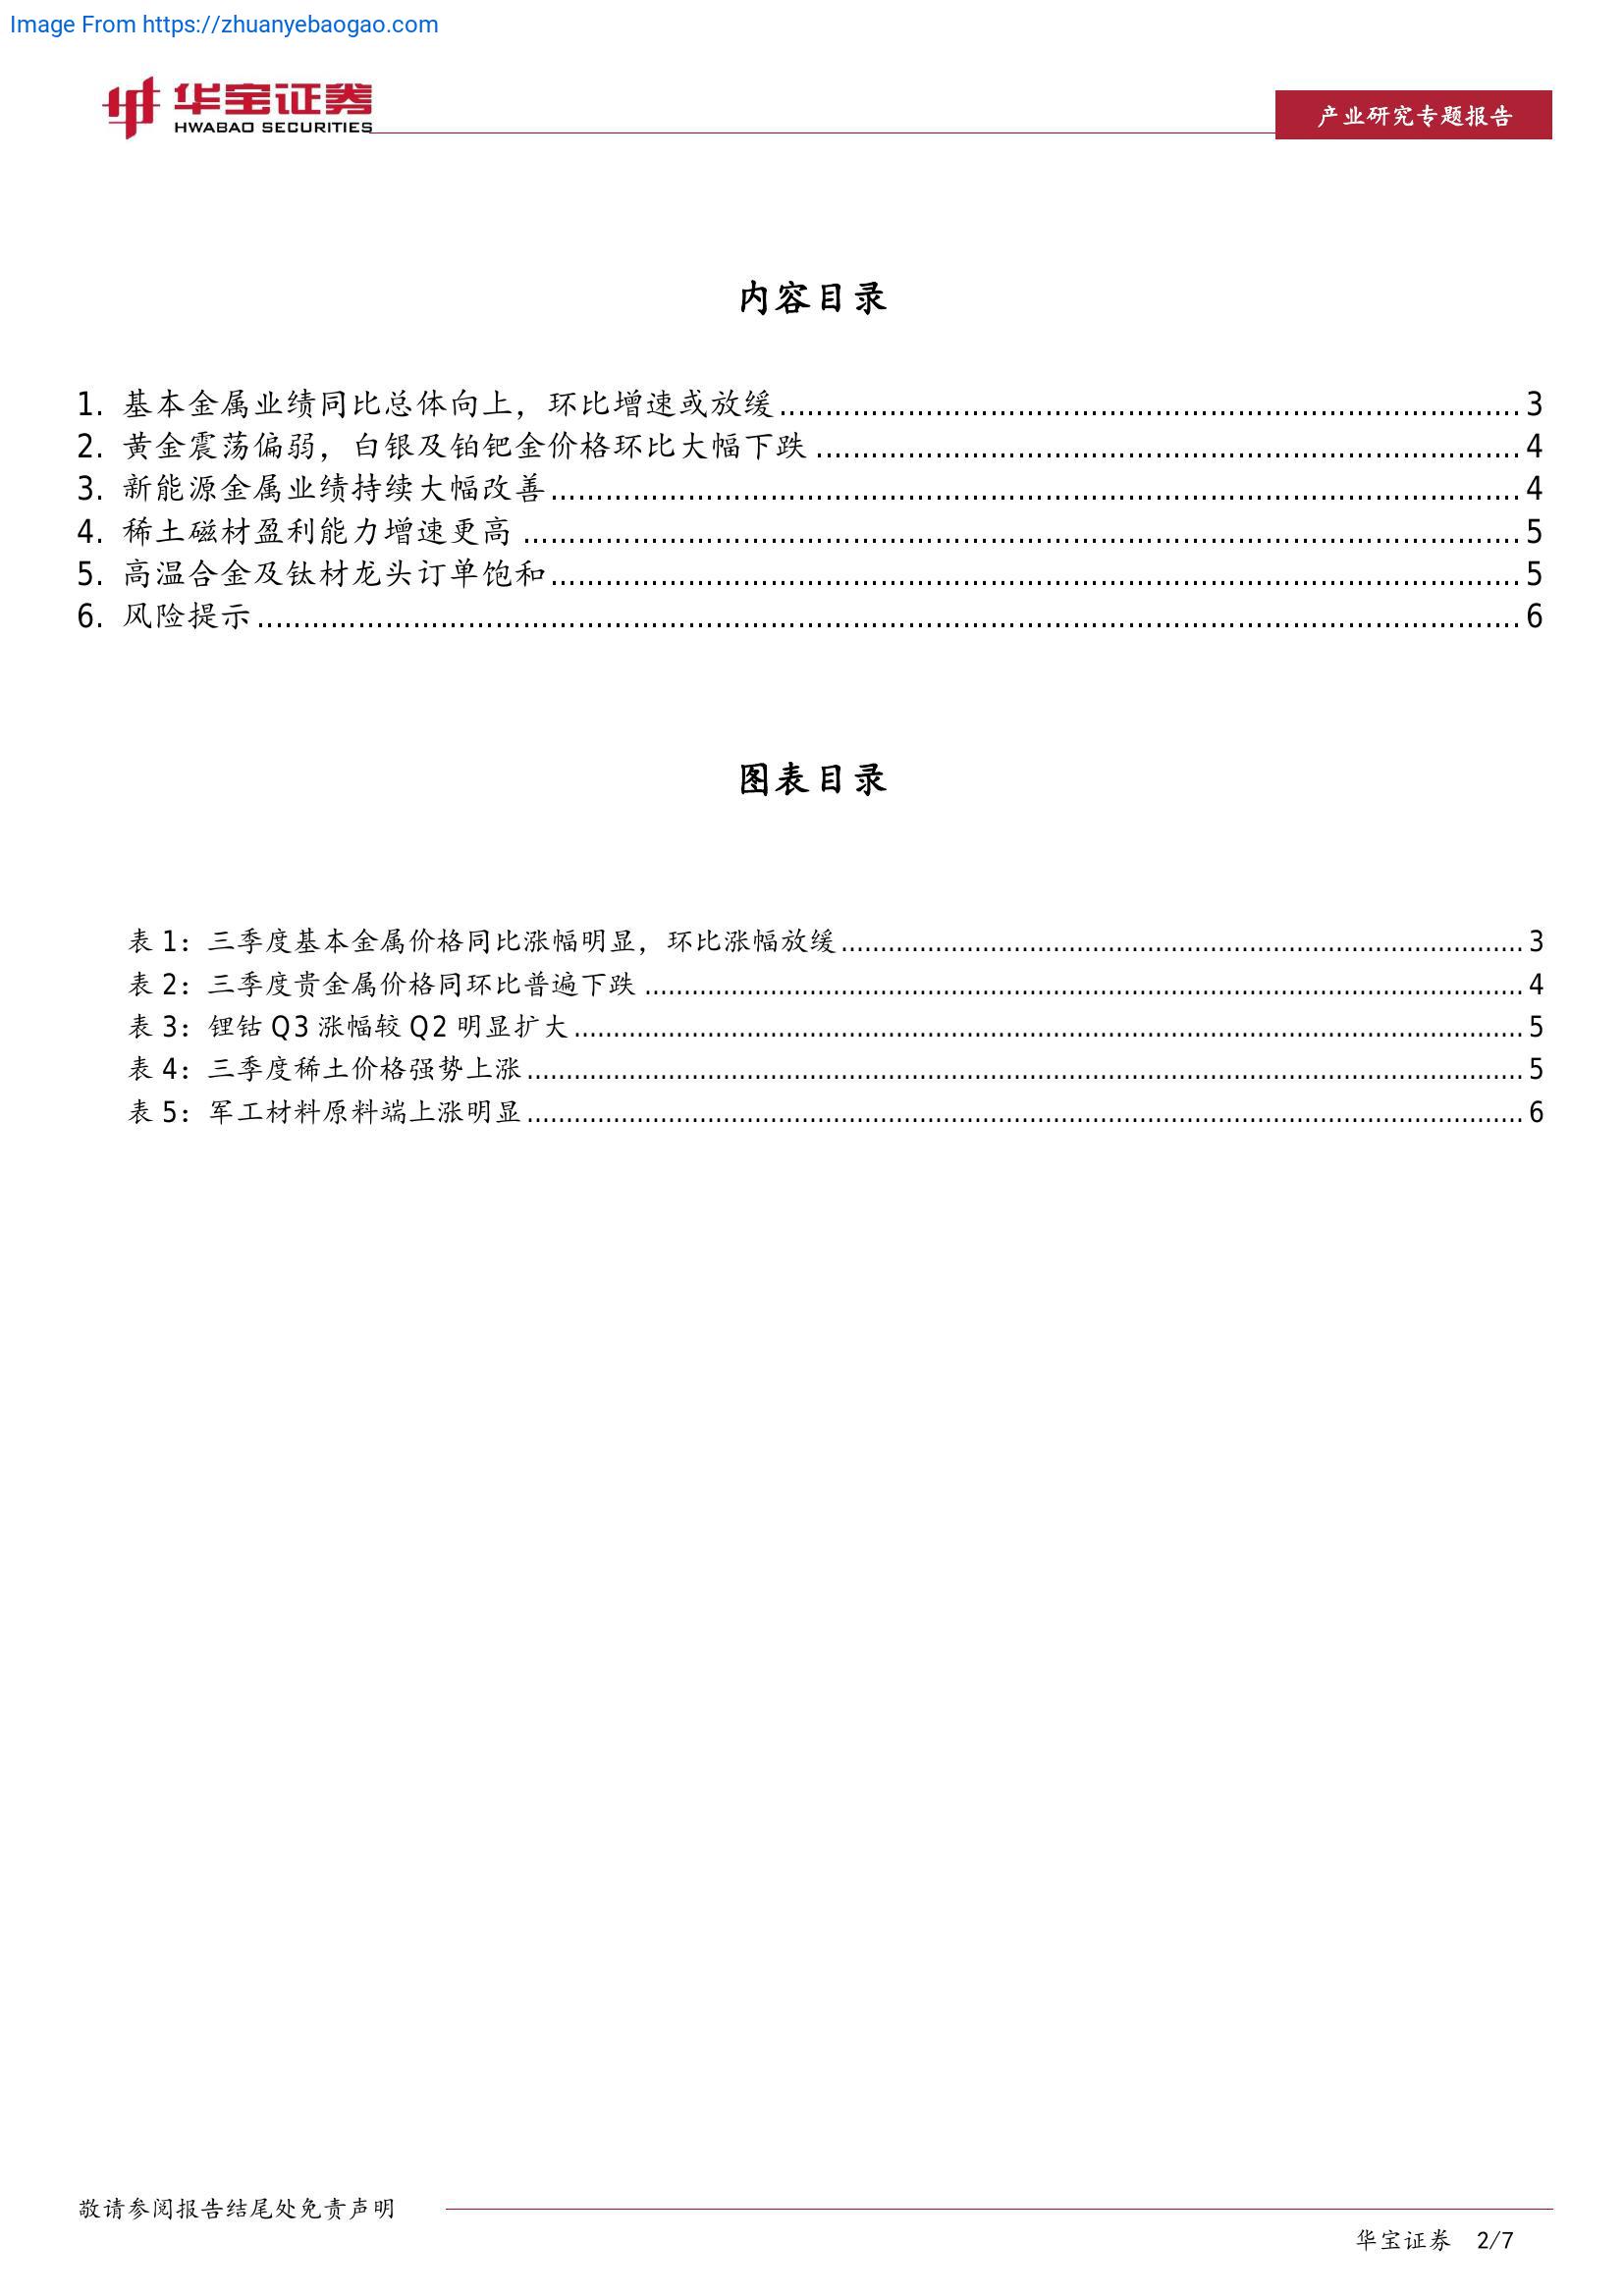 Image From https://zhuanyebaogao.com
华宝证券
HWABAO SECURITIES
产业研究专题报告
内容目录
1. 基本金属业绩同比总体向上，环比增速或放缓........................3
2. 黄金震荡偏弱，白银及铂钯金价格环比大幅下跌........................4
3. 新能源金属业绩持续大幅改善........................4
4. 稀土磁材盈利能力增速更高........................5
5. 高温合金及钛材龙头订单饱和........................5
6. 风险提示........................6
图表目录
表 1：三季度基本金属价格同比涨幅明显，环比涨幅放缓........................3
表 2：三季度贵金属价格同环比普遍下跌........................4
表 3：锂钴 Q3 涨幅较 Q2 明显扩大........................5
表 4：三季度稀土价格强势上涨........................5
表 5：军工材料原料端上涨明显........................6
敬请参阅报告结尾处免责声明
华宝证券 2/7